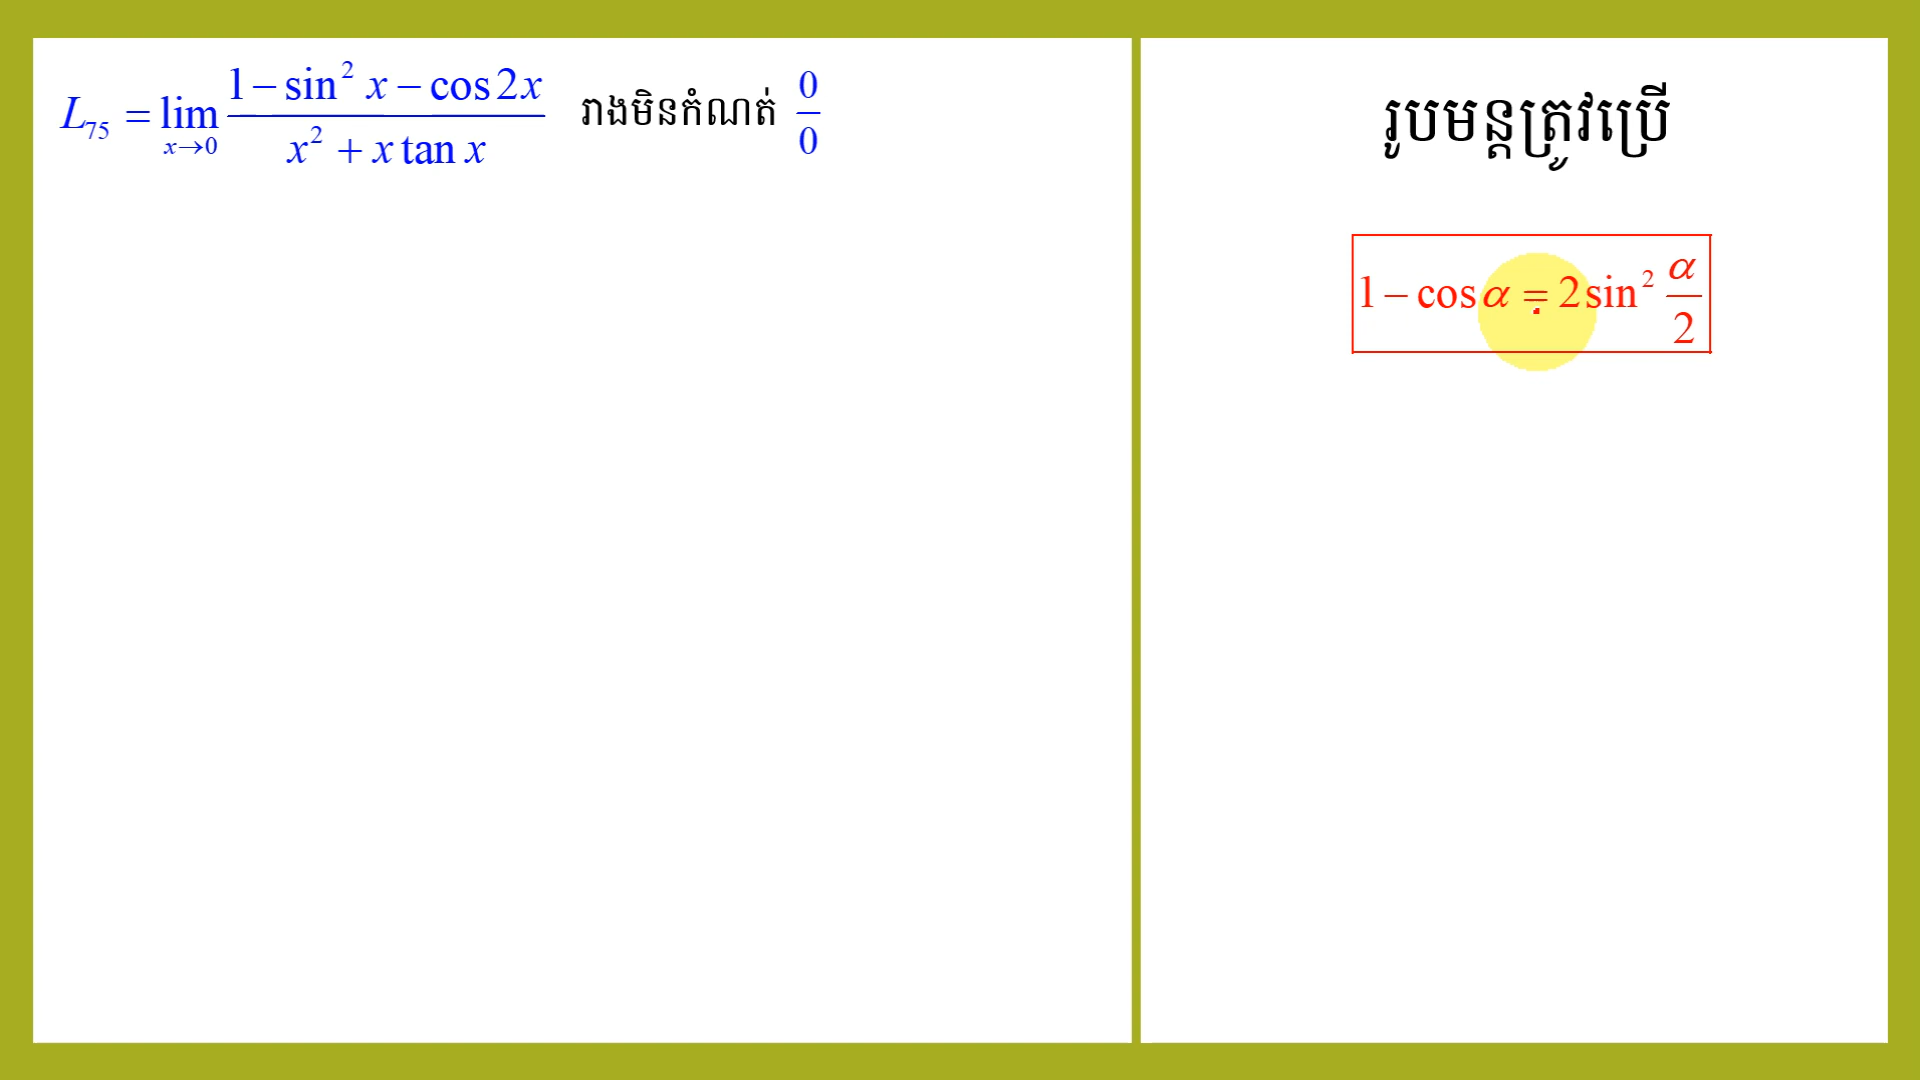 L₇₅ = lim x→0 (1 − sin² x − cos 2x)/(x² + x tan x) រាងមិនកំណត់ 0/0
រូបមន្តត្រូវប្រើ
1 − cos α = 2 sin² α/2